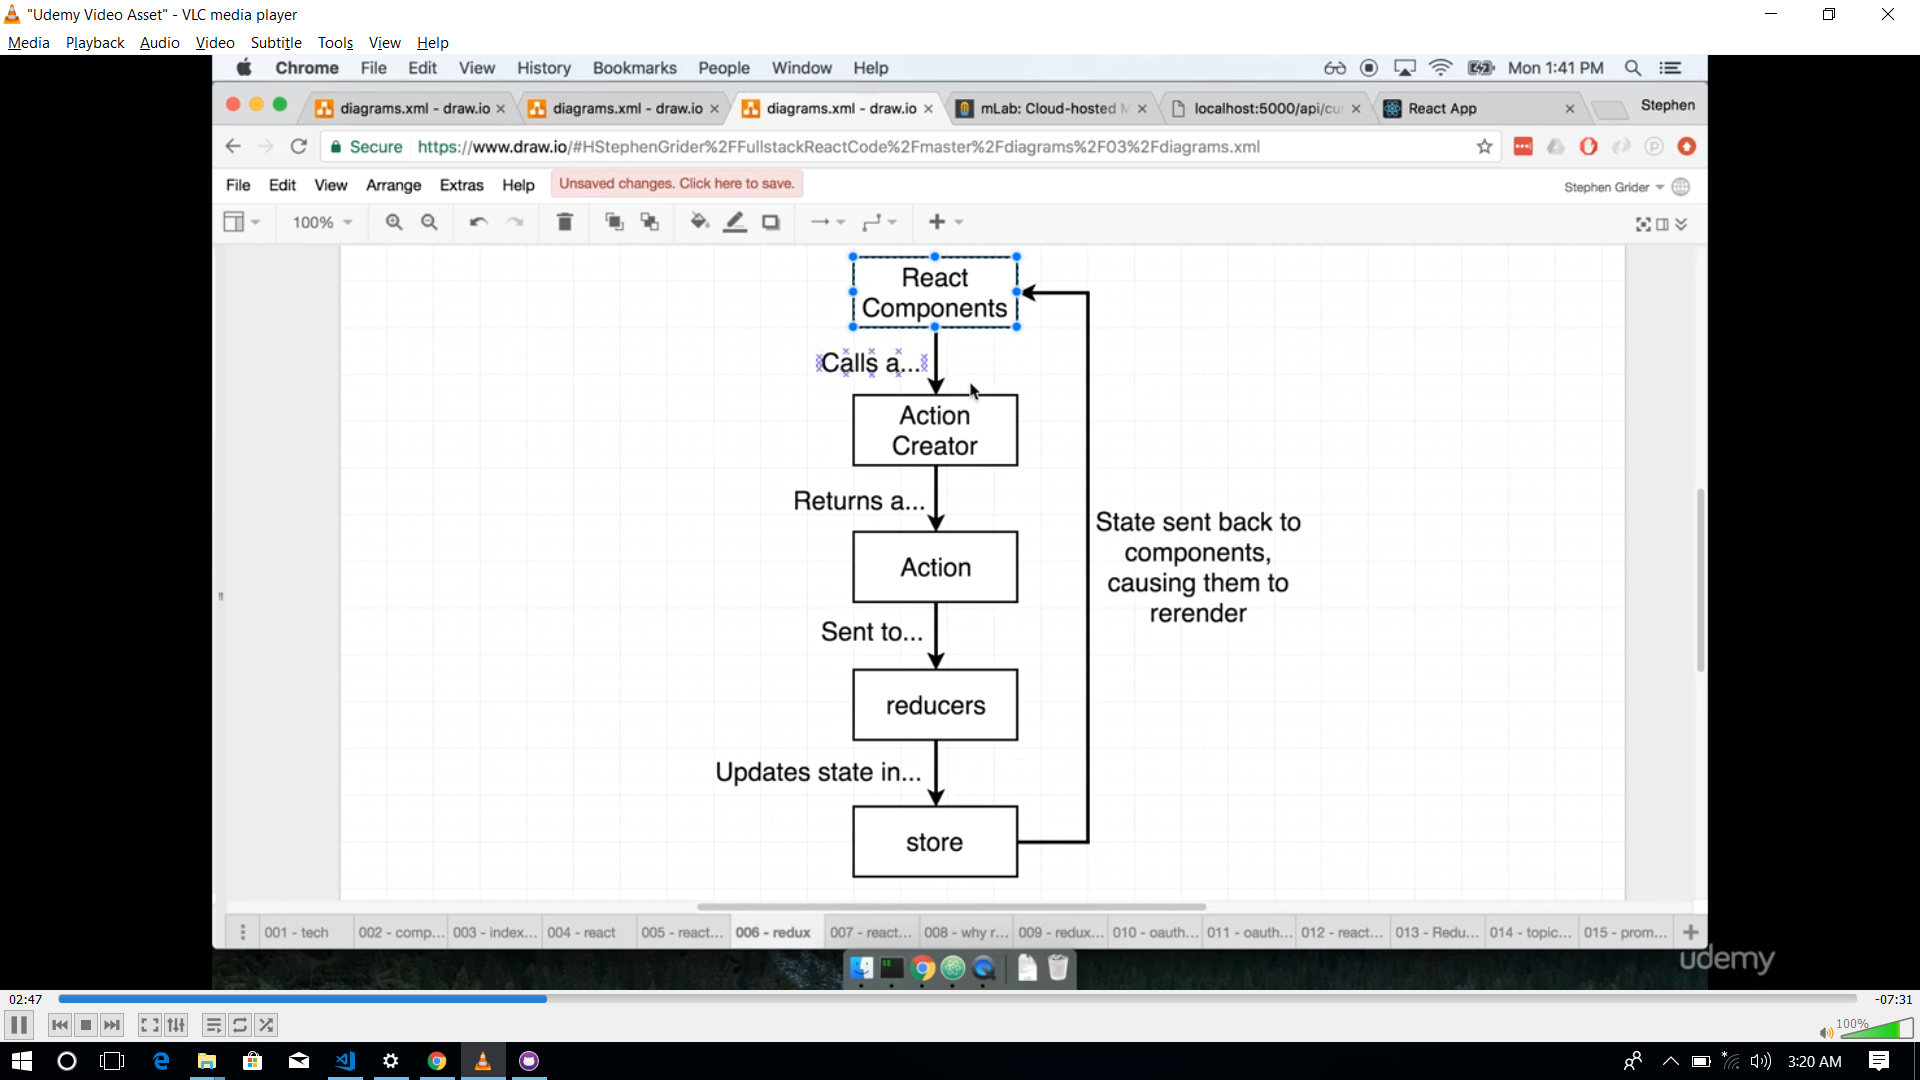 "Udemy Video Asset" - VLC media player
Media Playback Audio Video Subtitle Tools View Help
Chrome File Edit View History Bookmarks People Window Help Mon 1:41 PM
diagrams.xml - draw.io diagrams.xml - draw.io diagrams.xml - draw.io mLab: Cloud-hosted localhost:5000/api/cu React App Stephen
Secure https://www.draw.io/#HStephenGrider%2FFullstackReactCode%2Fmaster%2Fdiagrams%2F03%2Fdiagrams.xml
File Edit View Arrange Extras Help Unsaved changes. Click here to save. Stephen Grider
100%
React
Components
Calls a...
Action
Creator
Returns a...
Action
State sent back to
components,
causing them to
rerender
Sent to...
reducers
Updates state in...
store
001 - tech 002 - comp... 003 - index... 004 - react 005 - react... 006 - redux 007 - react... 008 - why r... 009 - redux... 010 - oauth... 011 - oauth... 012 - react... 013 - Redu... 014 - topic... 015 - prom...
udemy
02:47 -07:31
100%
3:20 AM